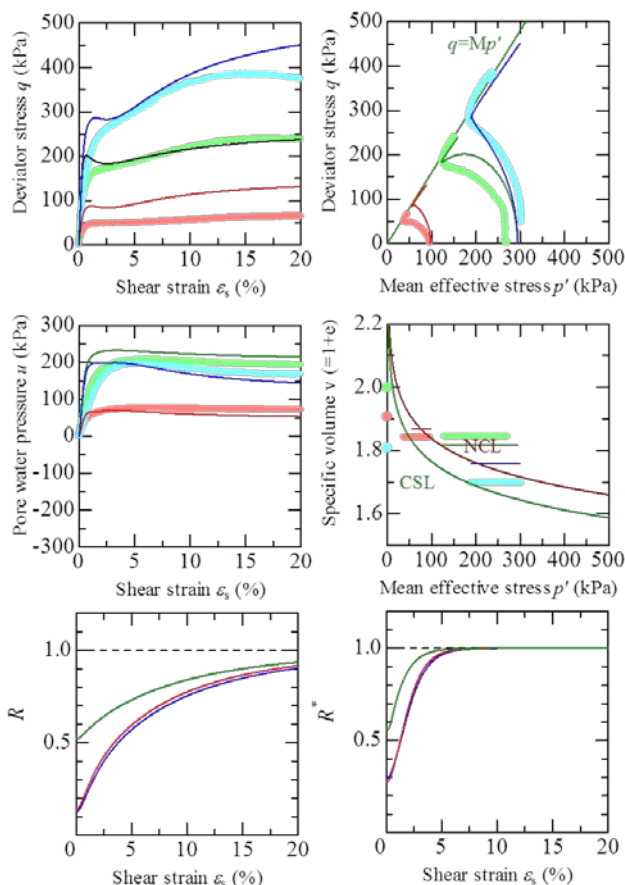 500
400
300
200
100
0
Deviator stress q (kPa)
0 5 10 15 20
Shear strain εs (%)
500
400
300
200
100
0
Deviator stress q (kPa)
q=Mp′
0 100 200 300 400 500
Mean effective stress p′ (kPa)
300
200
100
0
-100
-200
-300
Pore water pressure u (kPa)
0 5 10 15 20
Shear strain εs (%)
2.2
2.0
1.8
1.6
Specific volume v (=1+e)
NCL
CSL
0 100 200 300 400 500
Mean effective stress p′ (kPa)
1.0
0.5
R
0 5 10 15 20
Shear strain εs (%)
1.0
0.5
R*
0 5 10 15 20
Shear strain εs (%)